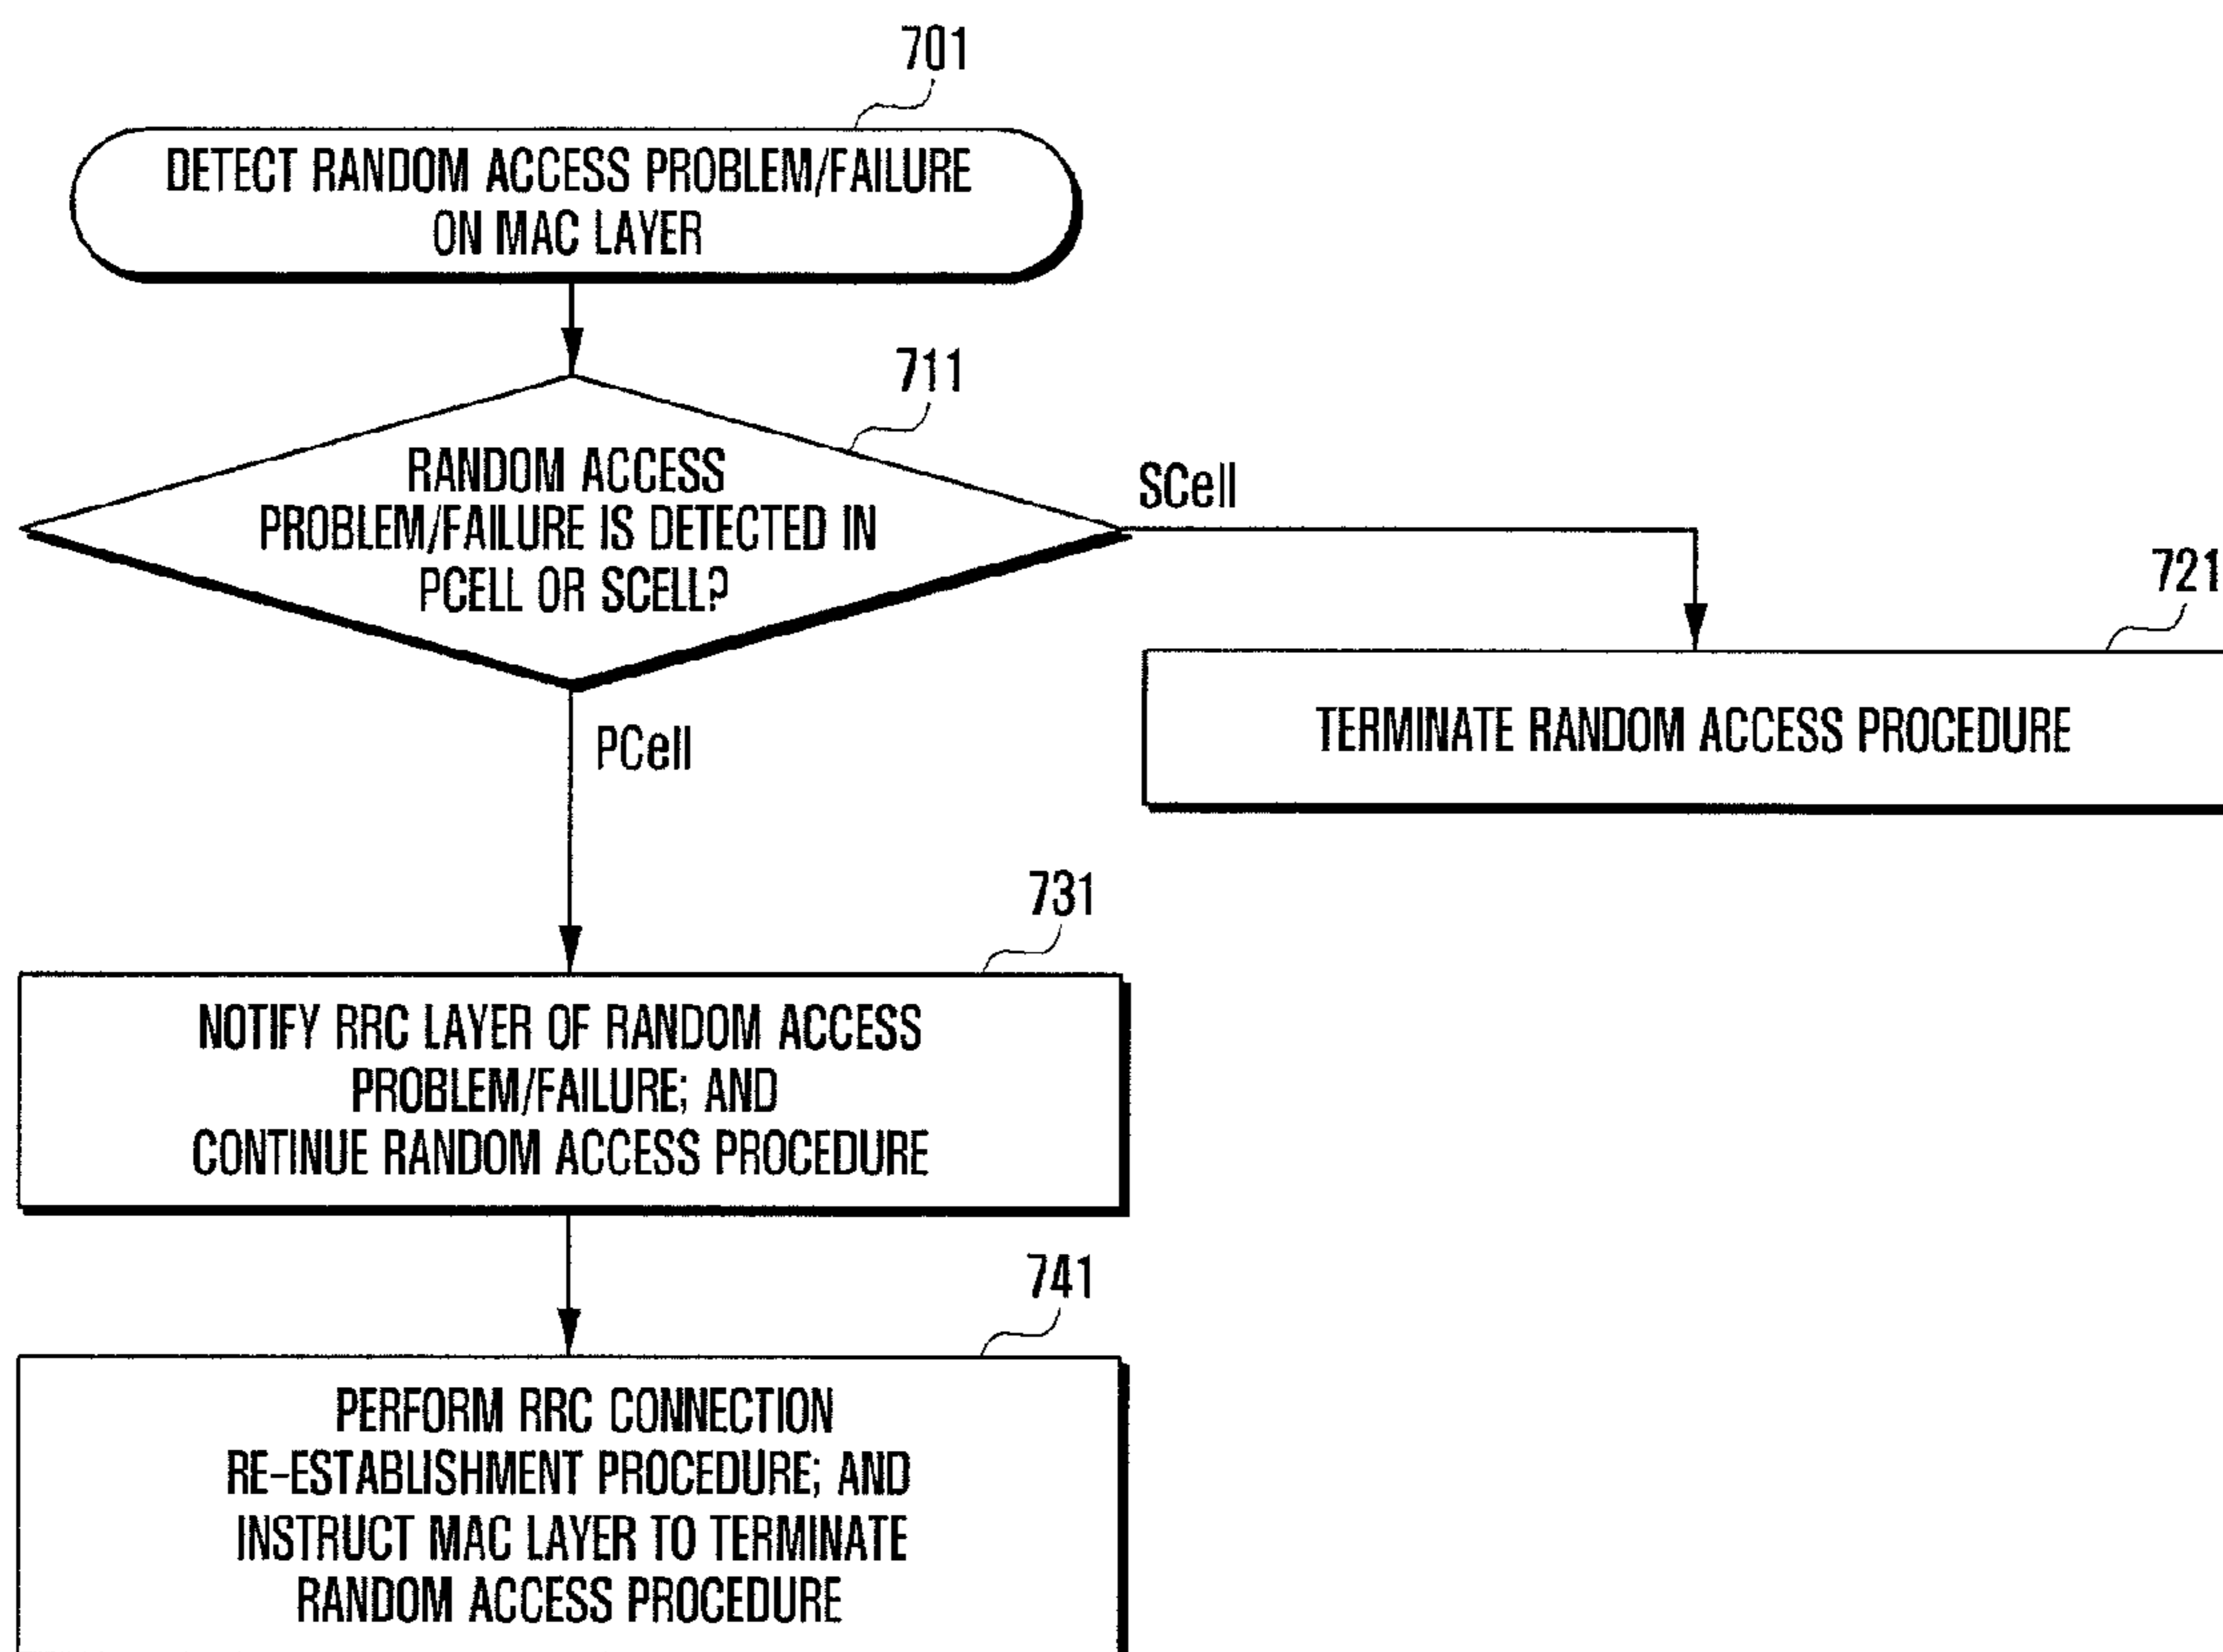 701
DETECT RANDOM ACCESS PROBLEM/FAILURE
ON MAC LAYER
711
RANDOM ACCESS
PROBLEM/FAILURE IS DETECTED IN
PCELL OR SCELL?
SCell
721
TERMINATE RANDOM ACCESS PROCEDURE
PCell
731
NOTIFY RRC LAYER OF RANDOM ACCESS
PROBLEM/FAILURE; AND
CONTINUE RANDOM ACCESS PROCEDURE
741
PERFORM RRC CONNECTION
RE-ESTABLISHMENT PROCEDURE; AND
INSTRUCT MAC LAYER TO TERMINATE
RANDOM ACCESS PROCEDURE